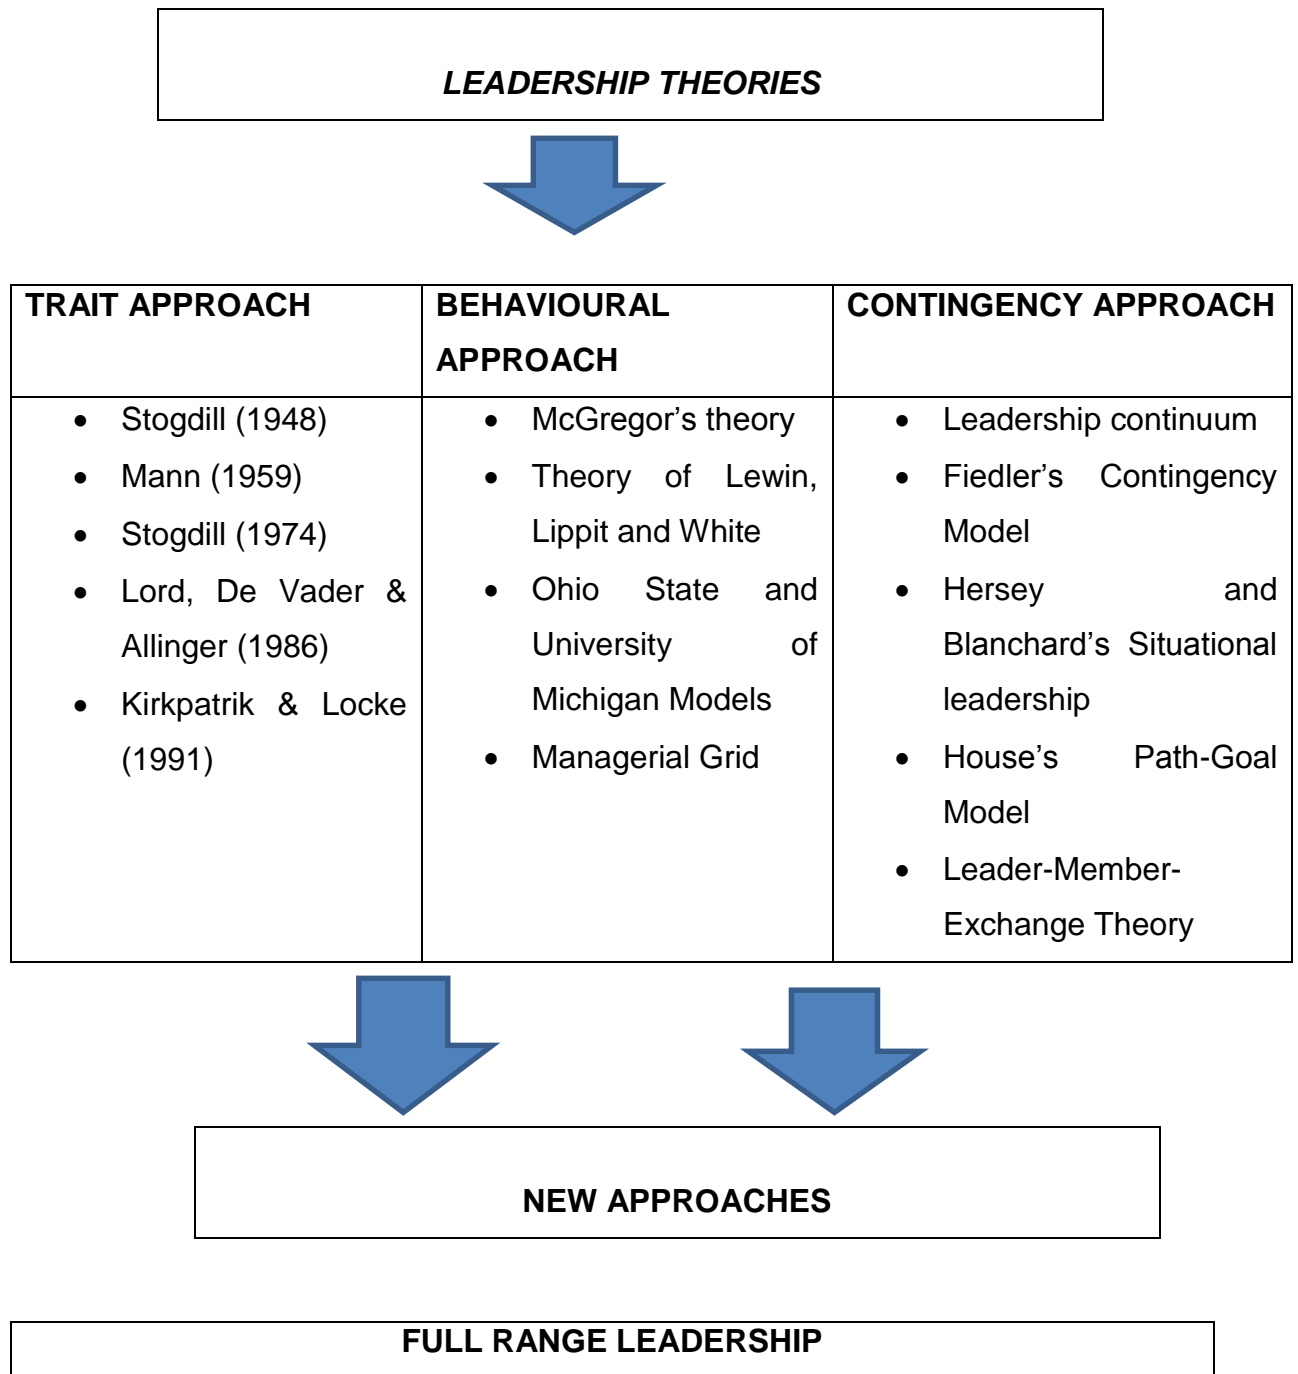 LEADERSHIP THEORIES
TRAIT APPROACH
BEHAVIOURAL
APPROACH
CONTINGENCY APPROACH
• Stogdill (1948)
• Mann (1959)
• Stogdill (1974)
• Lord, De Vader &
Allinger (1986)
• Kirkpatrik & Locke
(1991)
• McGregor’s theory
• Theory of Lewin,
Lippit and White
• Ohio State and
University of
Michigan Models
• Managerial Grid
• Leadership continuum
• Fiedler’s Contingency
Model
• Hersey and
Blanchard’s Situational
leadership
• House’s Path-Goal
Model
• Leader-Member-
Exchange Theory
NEW APPROACHES
FULL RANGE LEADERSHIP